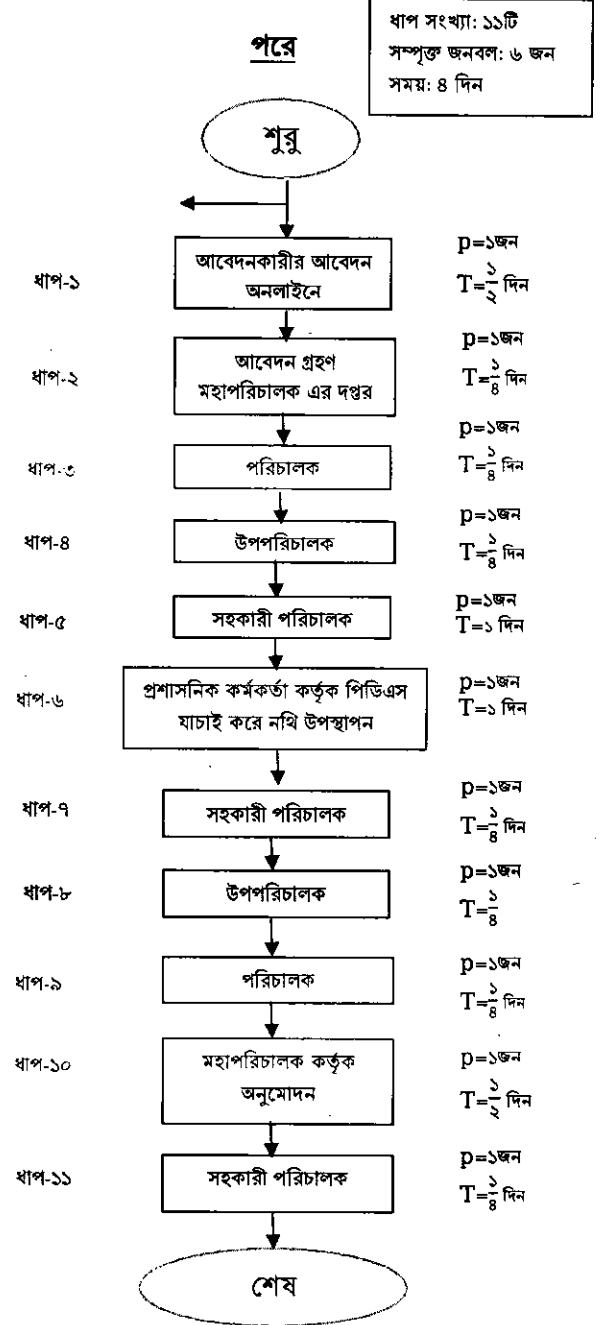 ধাপ সংখ্যা: ১১টি
সম্পৃক্ত জনবল: ৬ জন
সময়: ৪ দিন
পরে
শুরু
ধাপ-১
আবেদনকারীর আবেদন
অনলাইনে
p=১জন
T=১/২ দিন
ধাপ-২
আবেদন গ্রহণ
মহাপরিচালক এর দপ্তর
p=১জন
T=১/৪ দিন
ধাপ-৩
পরিচালক
p=১জন
T=১/৪ দিন
ধাপ-৪
উপপরিচালক
p=১জন
T=১/৪ দিন
ধাপ-৫
সহকারী পরিচালক
p=১জন
T=১ দিন
ধাপ-৬
প্রশাসনিক কর্মকর্তা কর্তৃক পিডিএস
যাচাই করে নথি উপস্থাপন
p=১জন
T=১ দিন
ধাপ-৭
সহকারী পরিচালক
p=১জন
T=১/৪ দিন
ধাপ-৮
উপপরিচালক
p=১জন
T=১/৪
ধাপ-৯
পরিচালক
p=১জন
T=১/৪ দিন
ধাপ-১০
মহাপরিচালক কর্তৃক
অনুমোদন
p=১জন
T=১/২ দিন
ধাপ-১১
সহকারী পরিচালক
p=১জন
T=১/৪ দিন
শেষ